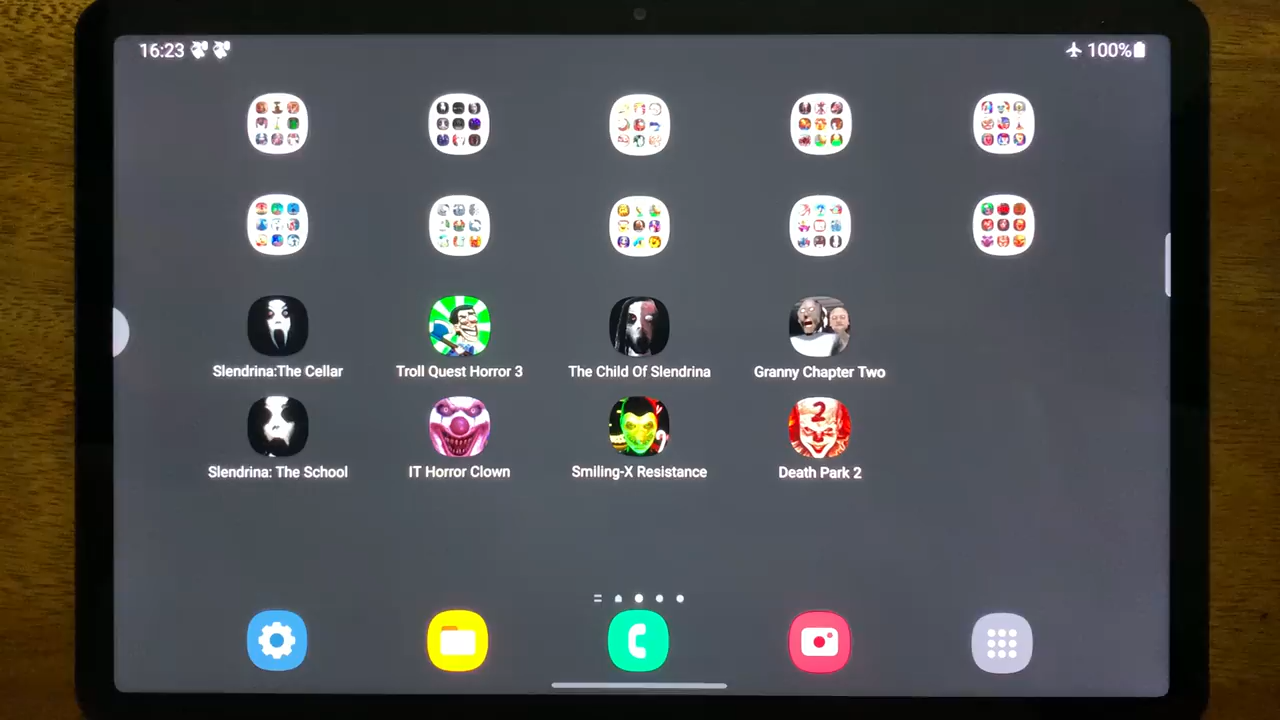 16:23
100%
Slendrina:The Cellar
Troll Quest Horror 3
The Child Of Slendrina
Granny Chapter Two
2
Slendrina: The School
IT Horror Clown
Smiling-X Resistance
Death Park 2